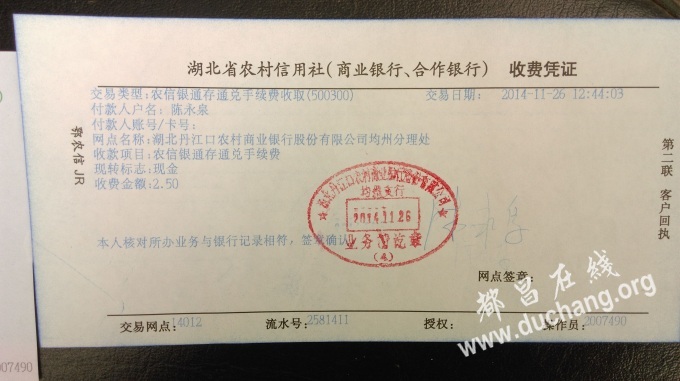 湖北省农村信用社(商业银行、合作银行) 收费凭证
交易类型:农信银通存通兑手续费收取(500300) 交易日期: 2014-11-26 12:44:03
付款人户名: 陈永泉
付款人账号/卡号:
网点名称:湖北丹江口农村商业银行股份有限公司均州分理处
收款项目:农信银通存通兑手续费
现转标志:现金
收费金额:2.50
鄂农信 JR
第二联 客户回执
2014.11.26
(4)
本人核对所办业务与银行记录相符,签章确认
网点签章:
交易网点:14012 流水号:2581411 授权: 操作员:2007490
007490
都昌在线
www.duchang.org